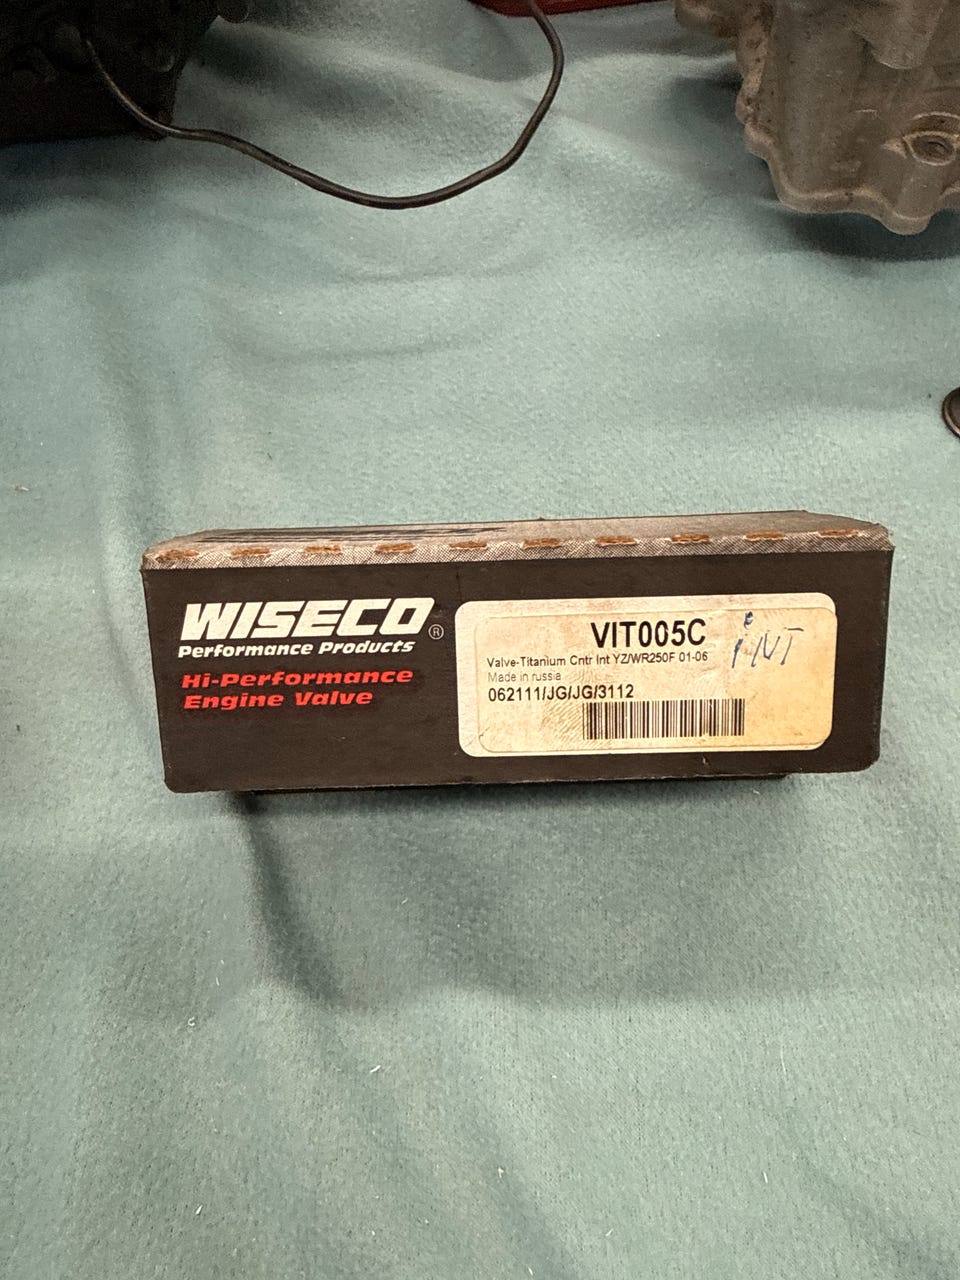 WISECO®
Performance Products
Hi-Performance
Engine Valve
VIT005C
Valve-Titanium Cntr Int YZ/WR250F 01-06
Made in russia
062111/JG/JG/3112
iNT